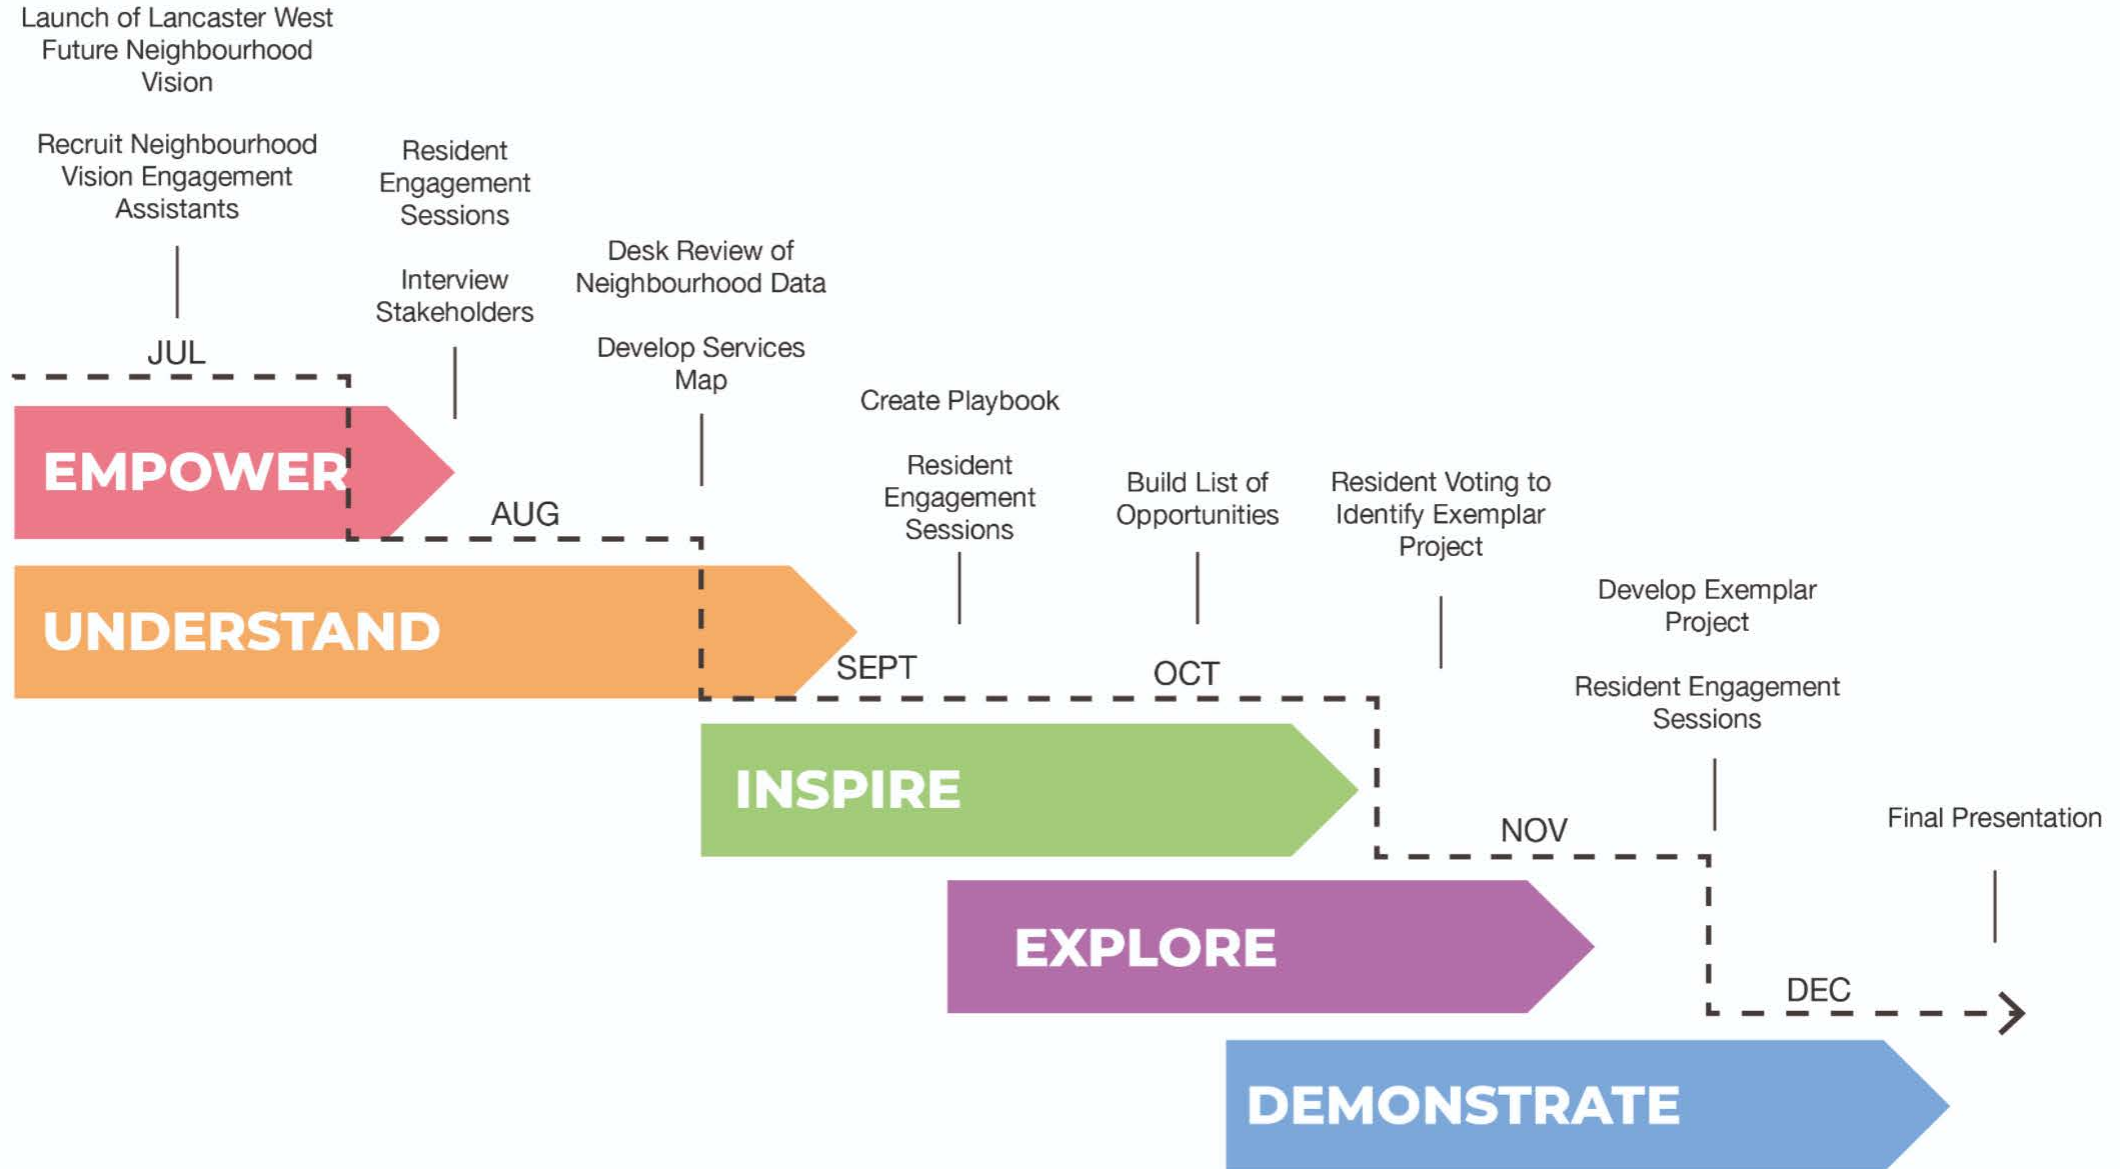 Launch of Lancaster West
Future Neighbourhood
Vision
Recruit Neighbourhood
Vision Engagement
Assistants
JUL
Resident
Engagement
Sessions
Interview
Stakeholders
AUG
Desk Review of
Neighbourhood Data
Develop Services
Map
SEPT
Create Playbook
Resident
Engagement
Sessions
Build List of
Opportunities
OCT
Resident Voting to
Identify Exemplar
Project
NOV
Develop Exemplar
Project
Resident Engagement
Sessions
Final Presentation
DEC
EMPOWER
UNDERSTAND
INSPIRE
EXPLORE
DEMONSTRATE